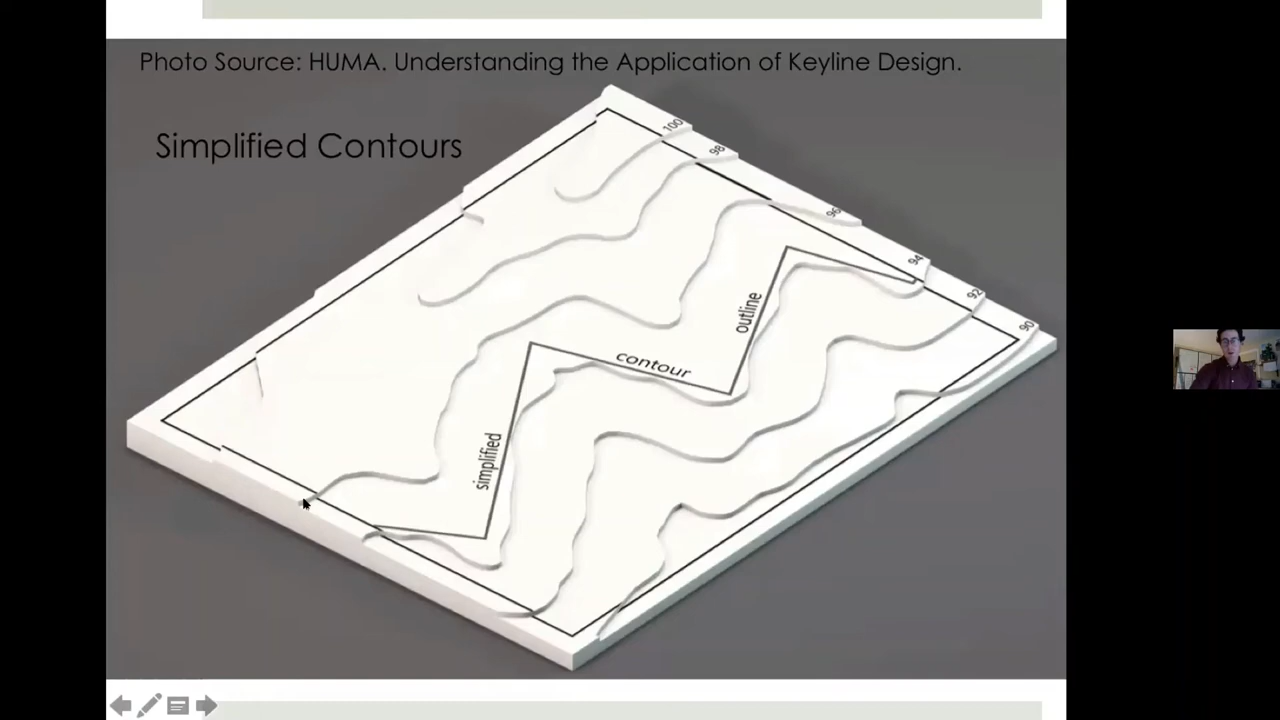 Photo Source: HUMA. Understanding the Application of Keyline Design.
Simplified Contours
100
98
96
94
92
90
simplified
contour
outline